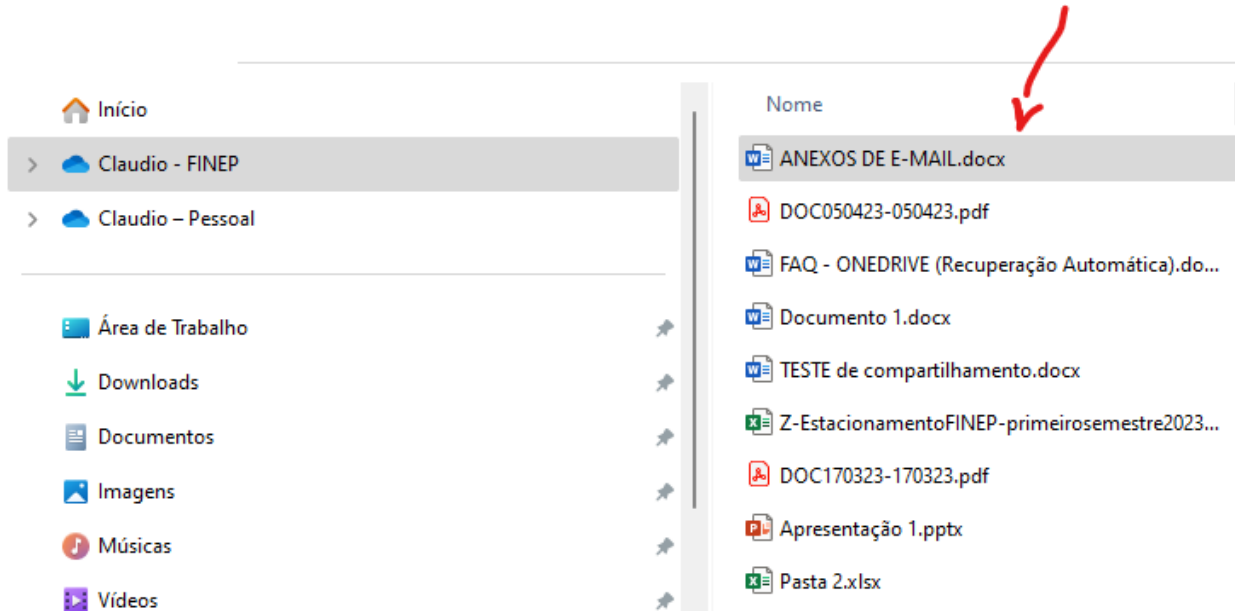 Início
Claudio - FINEP
Claudio – Pessoal
Área de Trabalho
Downloads
Documentos
Imagens
Músicas
Vídeos
Nome
ANEXOS DE E-MAIL.docx
DOC050423-050423.pdf
FAQ - ONEDRIVE (Recuperação Automática).do...
Documento 1.docx
TESTE de compartilhamento.docx
Z-EstacionamentoFINEP-primeirosemestre2023...
DOC170323-170323.pdf
Apresentação 1.pptx
Pasta 2.xlsx